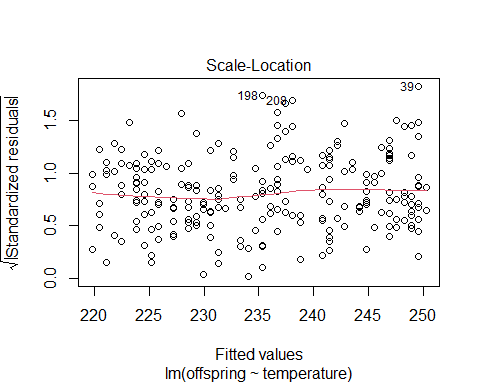 Scale-Location
√|Standardized residuals|
0.0 0.5 1.0 1.5
198 208 39
220 225 230 235 240 245 250
Fitted values
lm(offspring ~ temperature)